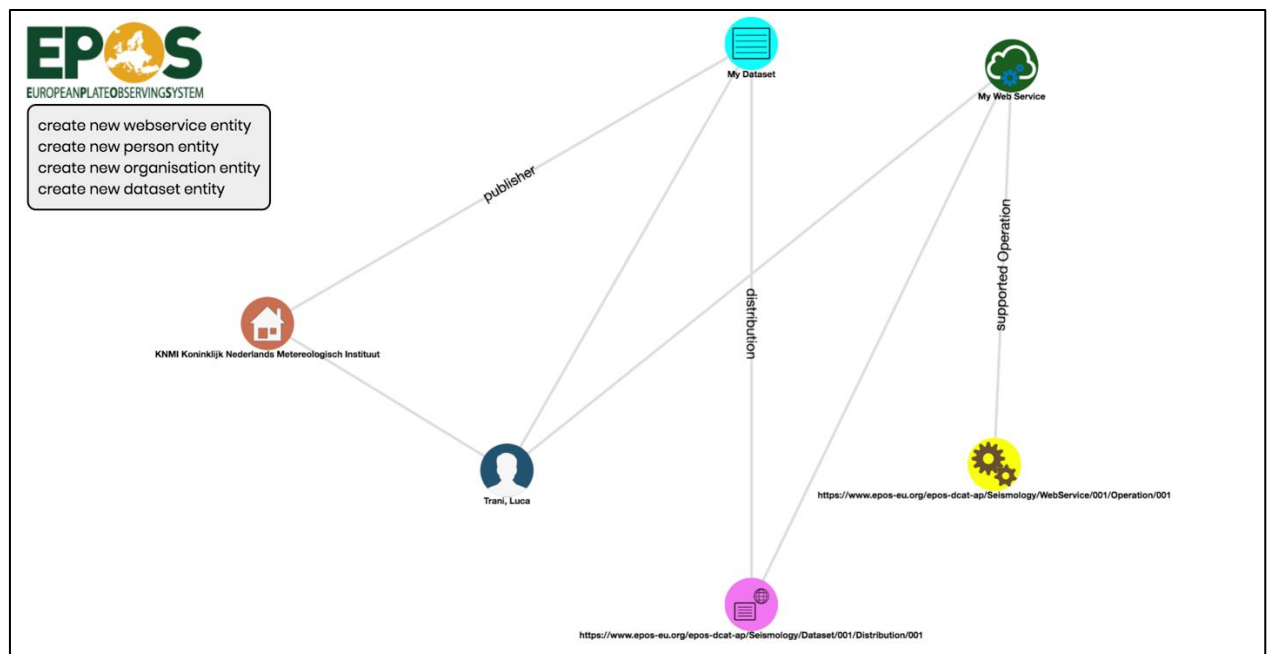 EPOS
EUROPEANPLATEOBSERVINGSYSTEM
create new webservice entity
create new person entity
create new organisation entity
create new dataset entity
My Dataset
My Web Service
publisher
supported Operation
distribution
KNMI Koninklijk Nederlands Metereologisch Instituut
Trani, Luca
https://www.epos-eu.org/epos-dcat-ap/Seismology/WebService/001/Operation/001
https://www.epos-eu.org/epos-dcat-ap/Seismology/Dataset/001/Distribution/001